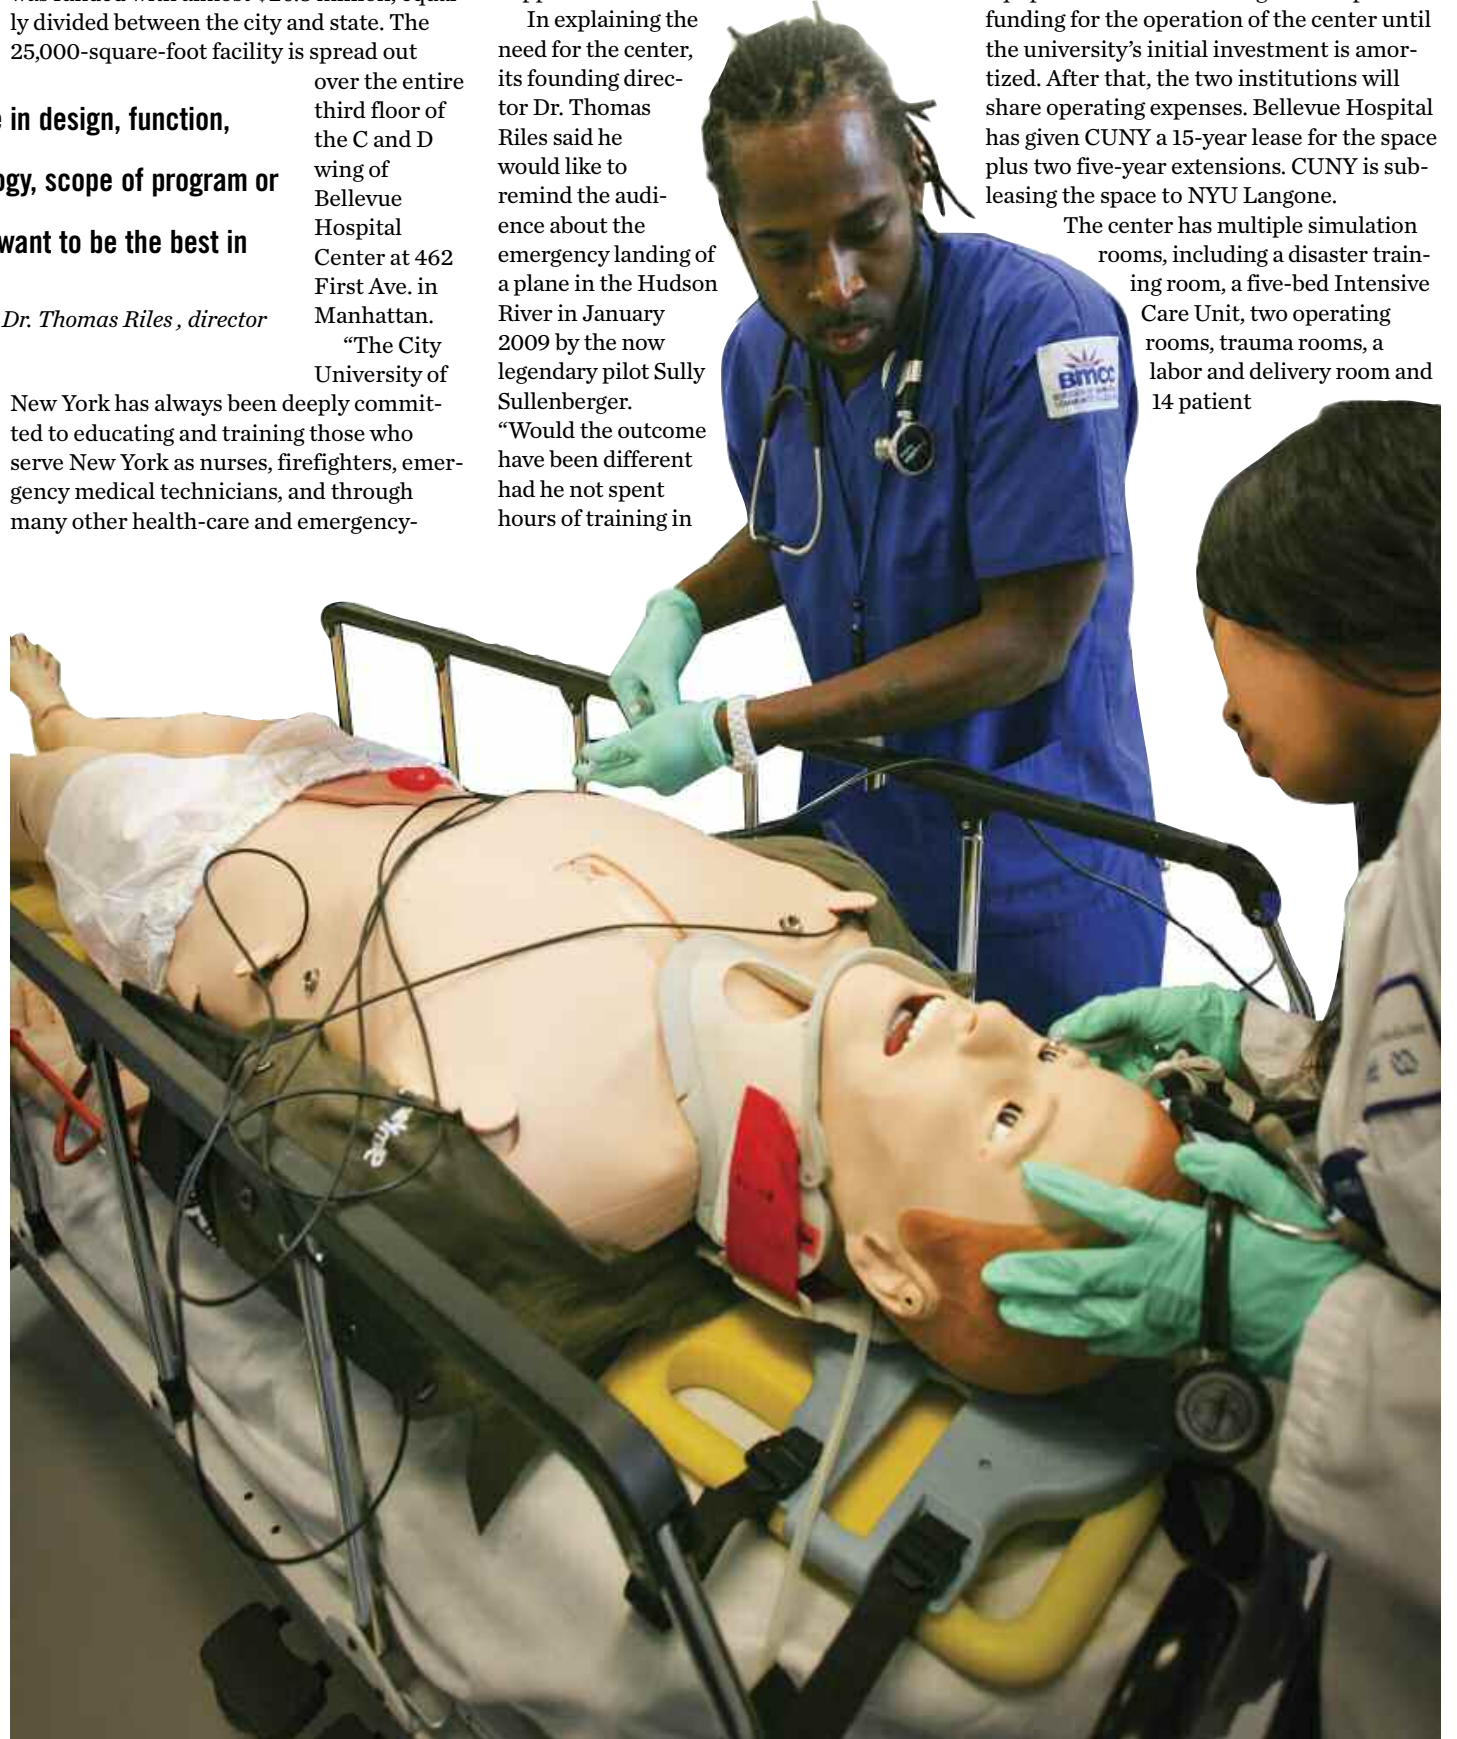 ly divided between the city and state. The
25,000-square-foot facility is spread out
over the entire
third floor of
the C and D
wing of
Bellevue
Hospital
Center at 462
First Ave. in
Manhattan.
“The City
University of
New York has always been deeply commit-
ted to educating and training those who
serve New York as nurses, firefighters, emer-
gency medical technicians, and through
many other health-care and emergency-
in design, function,
ogy, scope of program or
want to be the best in
Dr. Thomas Riles , director
In explaining the
need for the center,
its founding direc-
tor Dr. Thomas
Riles said he
would like to
remind the audi-
ence about the
emergency landing of
a plane in the Hudson
River in January
2009 by the now
legendary pilot Sully
Sullenberger.
“Would the outcome
have been different
had he not spent
hours of training in
funding for the operation of the center until
the university’s initial investment is amor-
tized. After that, the two institutions will
share operating expenses. Bellevue Hospital
has given CUNY a 15-year lease for the space
plus two five-year extensions. CUNY is sub-
leasing the space to NYU Langone.
The center has multiple simulation
rooms, including a disaster train-
ing room, a five-bed Intensive
Care Unit, two operating
rooms, trauma rooms, a
labor and delivery room and
14 patient
BMCC